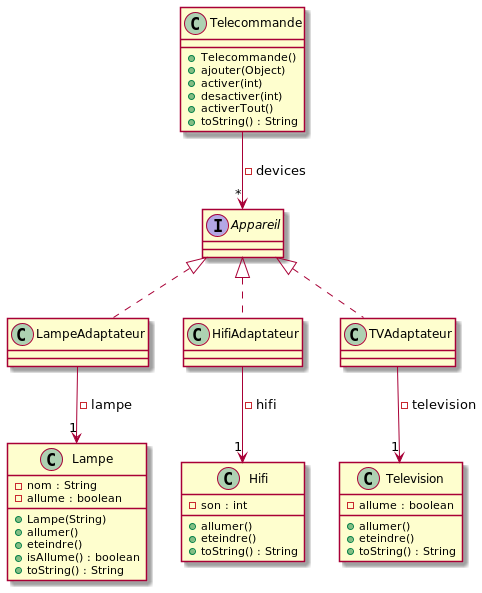 C Telecommande
Telecommande()
ajouter(Object)
activer(int)
desactiver(int)
activerTout()
toString() : String
devices
*
I Appareil
C LampeAdaptateur
C HifiAdaptateur
C TVAdaptateur
lampe
hifi
television
1
1
1
C Lampe
nom : String
allume : boolean
Lampe(String)
allumer()
eteindre()
isAllume() : boolean
toString() : String
C Hifi
son : int
allumer()
eteindre()
toString() : String
C Television
allume : boolean
allumer()
eteindre()
toString() : String